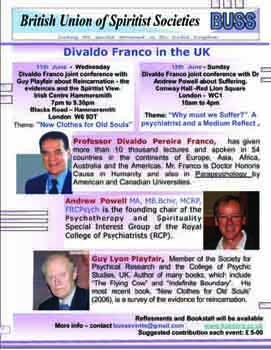 British Union of Spiritist Societies
BUSS
Divaldo Franco in the UK
11th June - Wednesday
Divaldo Franco joint conference with
Guy Playfair about Reincarnation - the
evidences and the Spiritist View.
Irish Centre Hammersmith
7pm to 9.30pm
Blacks Road - Hammersmith
London W6 9DT
Theme: "New Clothes for Old Souls"
Sunday
Divaldo Franco joint conference with Dr
Andrew Powell about Suffering.
Conway Hall - Red Lion Square
London - WC1
10am to 4pm
Theme: "Why must we Suffer?" A
psychiatrist and a Medium Reflect.
Professor Divaldo Pereira Franco, has given
more than 10 thousand lectures and spoken in 54
countries in the continents of Europe, Asia, Africa,
Australia and the Americas. Mr. Franco is Doctor Honoris
Cause in Humanity and also in Parapsychology by
American and Canadian Universities.
Andrew Powell MA, MB.Bchir, MCRP,
FRCPsych is the founding chair of the
Psychotherapy and Spirituality
Special Interest Group of the Royal
College of Psychiatrists (RCP).
Guy Lyon Playfair, Member of the Society for
Psychical Research and the College of Psychic
Studies, UK. Author of many books, which include
"The Flying Cow" and "Indefinite Boundary". His
most recent book, "New Clothes for Old Souls"
(2006), is a survey of the evidence for reincarnation.
Refreshments and Bookstall will be available
More info – contact bussevents@gmail.com
Suggested contribution each event: £ 5-00